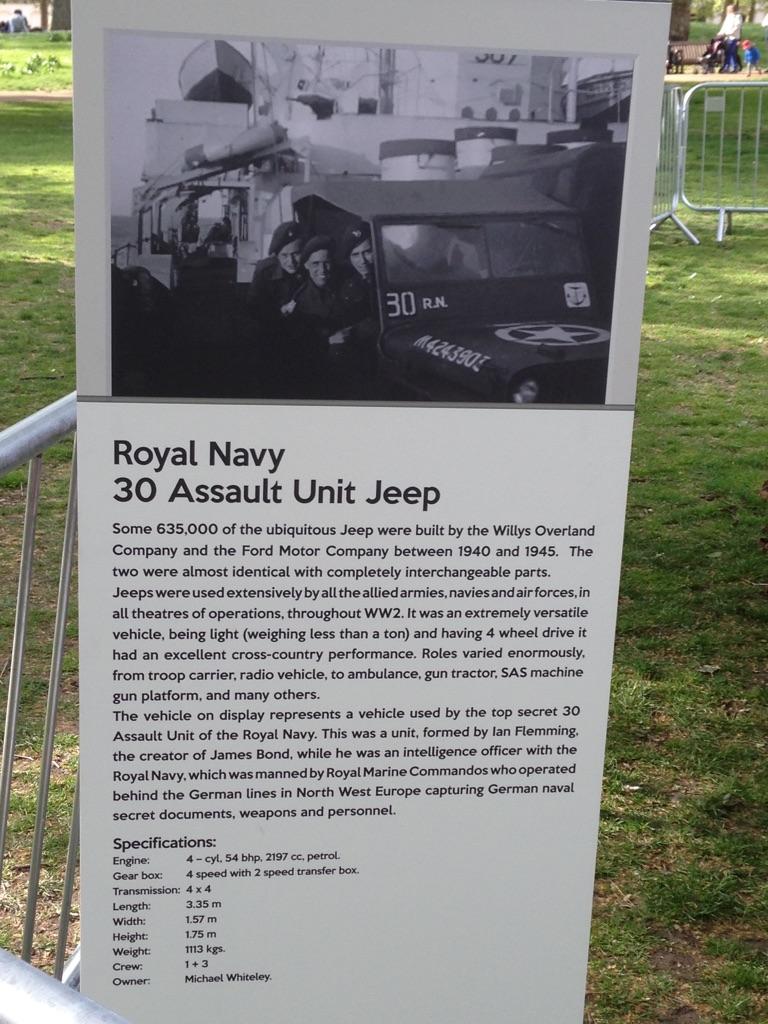 307
30 R.N.
M4243903
Royal Navy
30 Assault Unit Jeep
Some 635,000 of the ubiquitous Jeep were built by the Willys Overland
Company and the Ford Motor Company between 1940 and 1945. The
two were almost identical with completely interchangeable parts.
Jeeps were used extensively by all the allied armies, navies and air forces, in
all theatres of operations, throughout WW2. It was an extremely versatile
vehicle, being light (weighing less than a ton) and having 4 wheel drive it
had an excellent cross-country performance. Roles varied enormously,
from troop carrier, radio vehicle, to ambulance, gun tractor, SAS machine
gun platform, and many others.
The vehicle on display represents a vehicle used by the top secret 30
Assault Unit of the Royal Navy. This was a unit, formed by Ian Flemming,
the creator of James Bond, while he was an intelligence officer with the
Royal Navy, which was manned by Royal Marine Commandos who operated
behind the German lines in North West Europe capturing German naval
secret documents, weapons and personnel.
Specifications:
Engine: 4 – cyl, 54 bhp, 2197 cc, petrol.
Gear box: 4 speed with 2 speed transfer box.
Transmission: 4 x 4
Length: 3.35 m
Width: 1.57 m
Height: 1.75 m
Weight: 1113 kgs.
Crew: 1 + 3
Owner: Michael Whiteley.